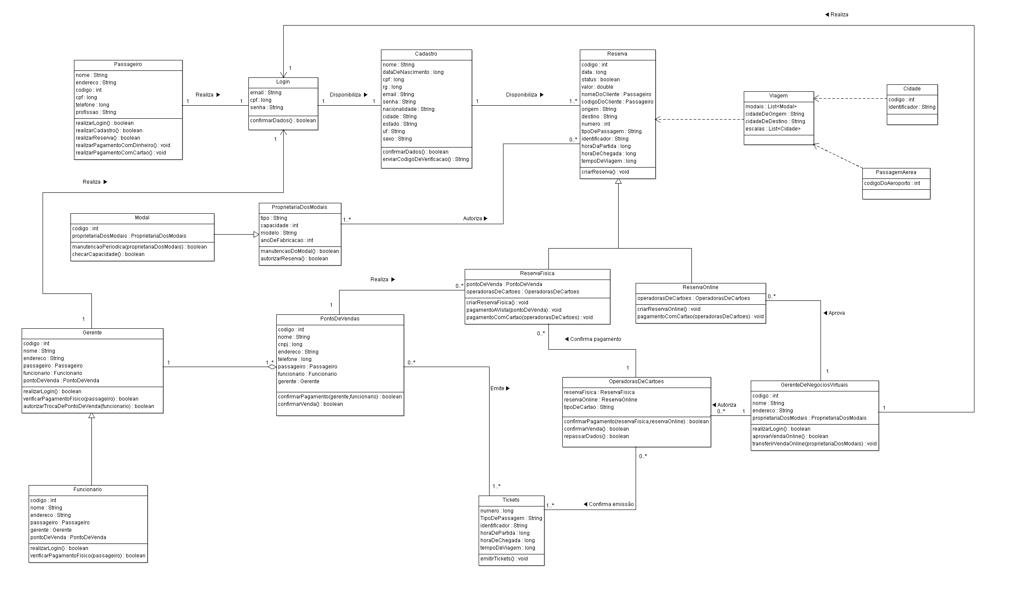 ◀ Realiza
Passageiro
nome : String
endereco : String
codigo : int
cpf : long
telefone : long
profissao : String
realizarLogin() : boolean
realizarCadastro() : boolean
realizarReserva() : boolean
realizarPagamentoComDinheiro() : void
realizarPagamentoComCartao() : void
Realiza ▶
1
1
1
Login
email : String
cpf : long
senha : String
confirmarDados() : boolean
1
Disponibiliza ▶
1
1
Cadastro
nome : String
dataDeNascimento : long
cpf : long
rg : long
email : String
senha : String
nacionalidade : String
cidade : String
estado : String
uf : String
sexo : String
confirmarDados() : boolean
enviarCodigoDeVerificacao() : String
Disponibiliza ▶
1
1..*
0..*
Reserva
codigo : int
data : long
status : boolean
valor : double
nomeDoCliente : Passageiro
codigoDoCliente : Passageiro
origem : String
destino : String
numero : int
tipoDePassagem : String
identificador : String
horaDaPartida : long
horaDeChegada : long
tempoDeViagem : long
criarReserva() : void
Viagem
modais : List<Modal>
cidadeDeOrigem : String
cidadeDeDestino : String
escalas : List<Cidade>
Cidade
codigo : int
identificador : String
PassagemAerea
codigoDoAeroporto : int
Realiza ▶
Modal
codigo : int
proprietariaDosModais : ProprietariaDosModais
manutencaoPeriodica(proprietariaDosModais) : boolean
checarCapacidade() : boolean
ProprietariaDosModais
tipo : String
capacidade : int
modelo : String
anoDeFabricacao : int
manutencaoDoModal() : boolean
autorizarReserva() : boolean
1..*
Autoriza ▶
Realiza ▶
0..*
1
1
ReservaFisica
pontoDeVenda : PontoDeVenda
operadorasDeCartoes : OperadorasDeCartoes
criarReservaFisica() : void
pagamentoAVista(pontoDeVenda) : void
pagamentoComCartao(operadorasDeCartoes) : void
0..*
◀ Confirma pagamento
1
ReservaOnline
operadorasDeCartoes : OperadorasDeCartoes
criarReservaOnline() : void
pagamentoComCartao(operadorasDeCartoes) : void
0..*
◀ Aprova
1
Gerente
codigo : int
nome : String
endereco : String
passageiro : Passageiro
funcionario : Funcionario
pontoDeVenda : PontoDeVenda
realizarLogin() : boolean
verificarPagamentoFisico(passageiro) : boolean
autorizarTrocaDePontoDeVenda(funcionario) : boolean
1
1..*
PontoDeVendas
codigo : int
nome : String
cnpj : long
endereco : String
telefone : long
passageiro : Passageiro
funcionario : Funcionario
gerente : Gerente
confirmarPagamento(gerente,funcionario) : boolean
confirmarVenda() : boolean
0..*
Emite ▶
1..*
OperadorasDeCartoes
reservaFisica : ReservaFisica
reservaOnline : ReservaOnline
tipoDeCartao : String
confirmarPagamento(reservaFisica,reservaOnline) : boolean
confirmarVenda() : boolean
repassarDados() : boolean
◀ Autoriza
0..*
1
GerenteDeNegociosVirtuais
codigo : int
nome : String
endereco : String
proprietariaDosModais : ProprietariaDosModais
realizarLogin() : boolean
aprovarVendaOnline() : boolean
transferirVendaOnline(proprietariaDosModais) : void
1
0..*
◀ Confirma emissão
1..*
Funcionario
codigo : int
nome : String
endereco : String
passageiro : Passageiro
gerente : Gerente
pontoDeVenda : PontoDeVenda
realizarLogin() : boolean
verificarPagamentoFisico(passageiro) : boolean
Tickets
numero : long
TipoDePassagem : String
identificador : String
horaDePartida : long
horaDeChegada : long
tempoDeViagem : long
emitirTickets() : void